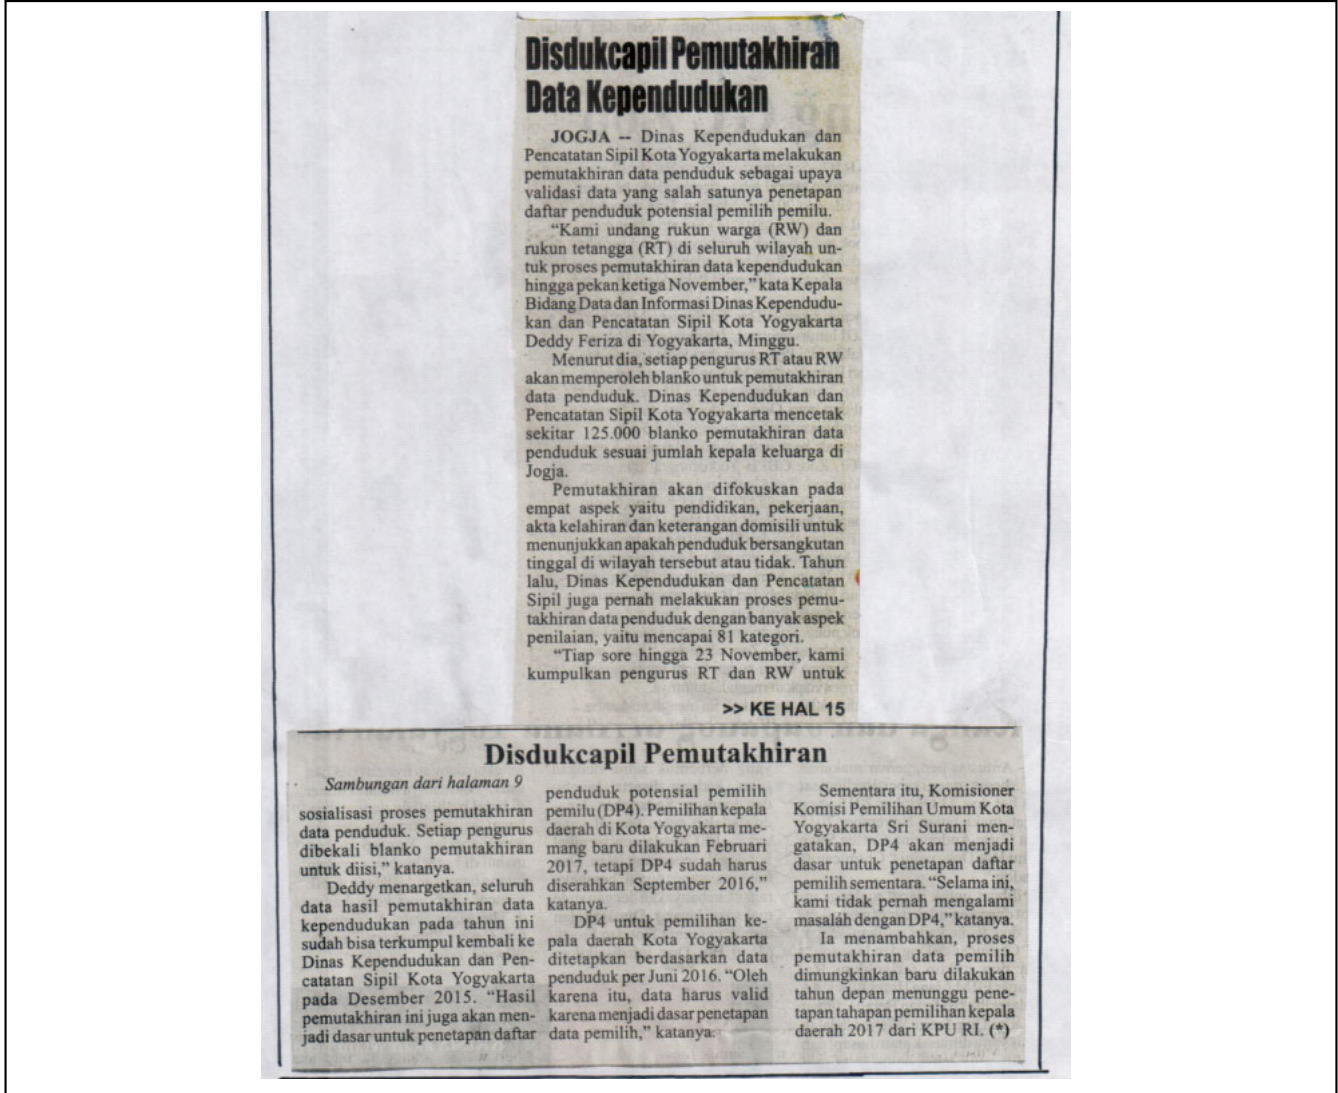 Disdukcapil Pemutakhiran
Data Kependudukan
JOGJA -- Dinas Kependudukan dan
Pencatatan Sipil Kota Yogyakarta melakukan
pemutakhiran data penduduk sebagai upaya
validasi data yang salah satunya penetapan
daftar penduduk potensial pemilih pemilu.
“Kami undang rukun warga (RW) dan
rukun tetangga (RT) di seluruh wilayah un-
tuk proses pemutakhiran data kependudukan
hingga pekan ketiga November,” kata Kepala
Bidang Data dan Informasi Dinas Kependudu-
kan dan Pencatatan Sipil Kota Yogyakarta
Deddy Feriza di Yogyakarta, Minggu.
Menurut dia, setiap pengurus RT atau RW
akan memperoleh blanko untuk pemutakhiran
data penduduk. Dinas Kependudukan dan
Pencatatan Sipil Kota Yogyakarta mencetak
sekitar 125.000 blanko pemutakhiran data
penduduk sesuai jumlah kepala keluarga di
Jogja.
Pemutakhiran akan difokuskan pada
empat aspek yaitu pendidikan, pekerjaan,
akta kelahiran dan keterangan domisili untuk
menunjukkan apakah penduduk bersangkutan
tinggal di wilayah tersebut atau tidak. Tahun
lalu, Dinas Kependudukan dan Pencatatan
Sipil juga pernah melakukan proses pemu-
takhiran data penduduk dengan banyak aspek
penilaian, yaitu mencapai 81 kategori.
“Tiap sore hingga 23 November, kami
kumpulkan pengurus RT dan RW untuk
>> KE HAL 15
Disdukcapil Pemutakhiran
Sambungan dari halaman 9
sosialisasi proses pemutakhiran
data penduduk. Setiap pengurus
dibekali blanko pemutakhiran
untuk diisi,” katanya.
Deddy menargetkan, seluruh
data hasil pemutakhiran data
kependudukan pada tahun ini
sudah bisa terkumpul kembali ke
Dinas Kependudukan dan Pen-
catatan Sipil Kota Yogyakarta
pada Desember 2015. “Hasil
pemutakhiran ini juga akan men-
jadi dasar untuk penetapan daftar
penduduk potensial pemilih
pemilu (DP4). Pemilihan kepala
daerah di Kota Yogyakarta me-
mang baru dilakukan Februari
2017, tetapi DP4 sudah harus
diserahkan September 2016,”
katanya.
DP4 untuk pemilihan ke-
pala daerah Kota Yogyakarta
ditetapkan berdasarkan data
penduduk per Juni 2016. “Oleh
karena itu, data harus valid
karena menjadi dasar penetapan
data pemilih,” katanya.
Sementara itu, Komisioner
Komisi Pemilihan Umum Kota
Yogyakarta Sri Surani men-
gatakan, DP4 akan menjadi
dasar untuk penetapan daftar
pemilih sementara. “Selama ini,
kami tidak pernah mengalami
masalah dengan DP4,” katanya.
Ia menambahkan, proses
pemutakhiran data pemilih
dimungkinkan baru dilakukan
tahun depan menunggu pene-
tapan tahapan pemilihan kepala
daerah 2017 dari KPU RI. (*)